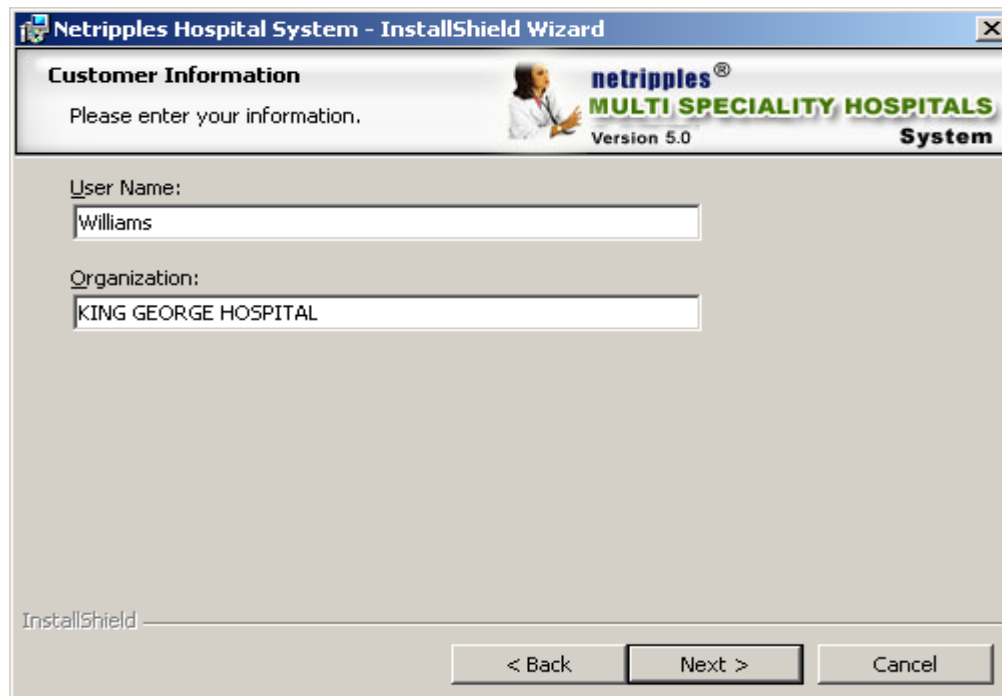 Netripples Hospital System - InstallShield Wizard
Customer Information
Please enter your information.
netripples®
MULTI SPECIALITY HOSPITALS
Version 5.0 System
User Name:
Williams
Organization:
KING GEORGE HOSPITAL
InstallShield
< Back Next > Cancel